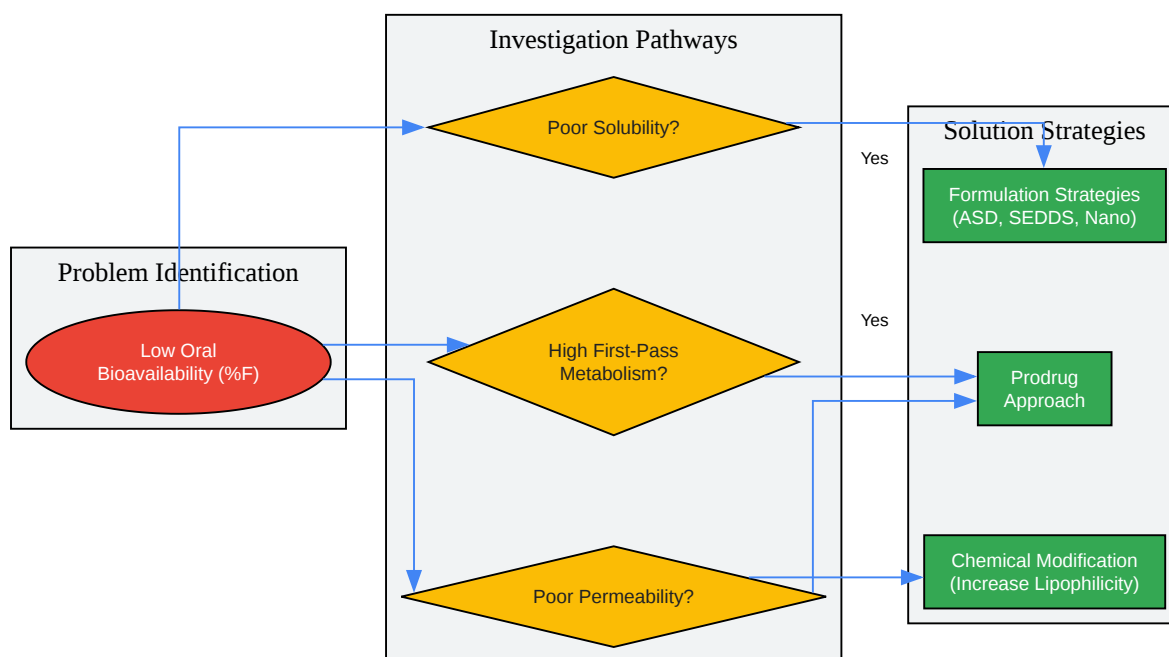 Investigation Pathways
Poor Solubility?
Solution Strategies
Yes
Formulation Strategies
(ASD, SEDDS, Nano)
Problem Identification
Low Oral
Bioavailability (%F)
High First-Pass
Metabolism?
Yes
Prodrug
Approach
Poor Permeability?
Chemical Modification
(Increase Lipophilicity)